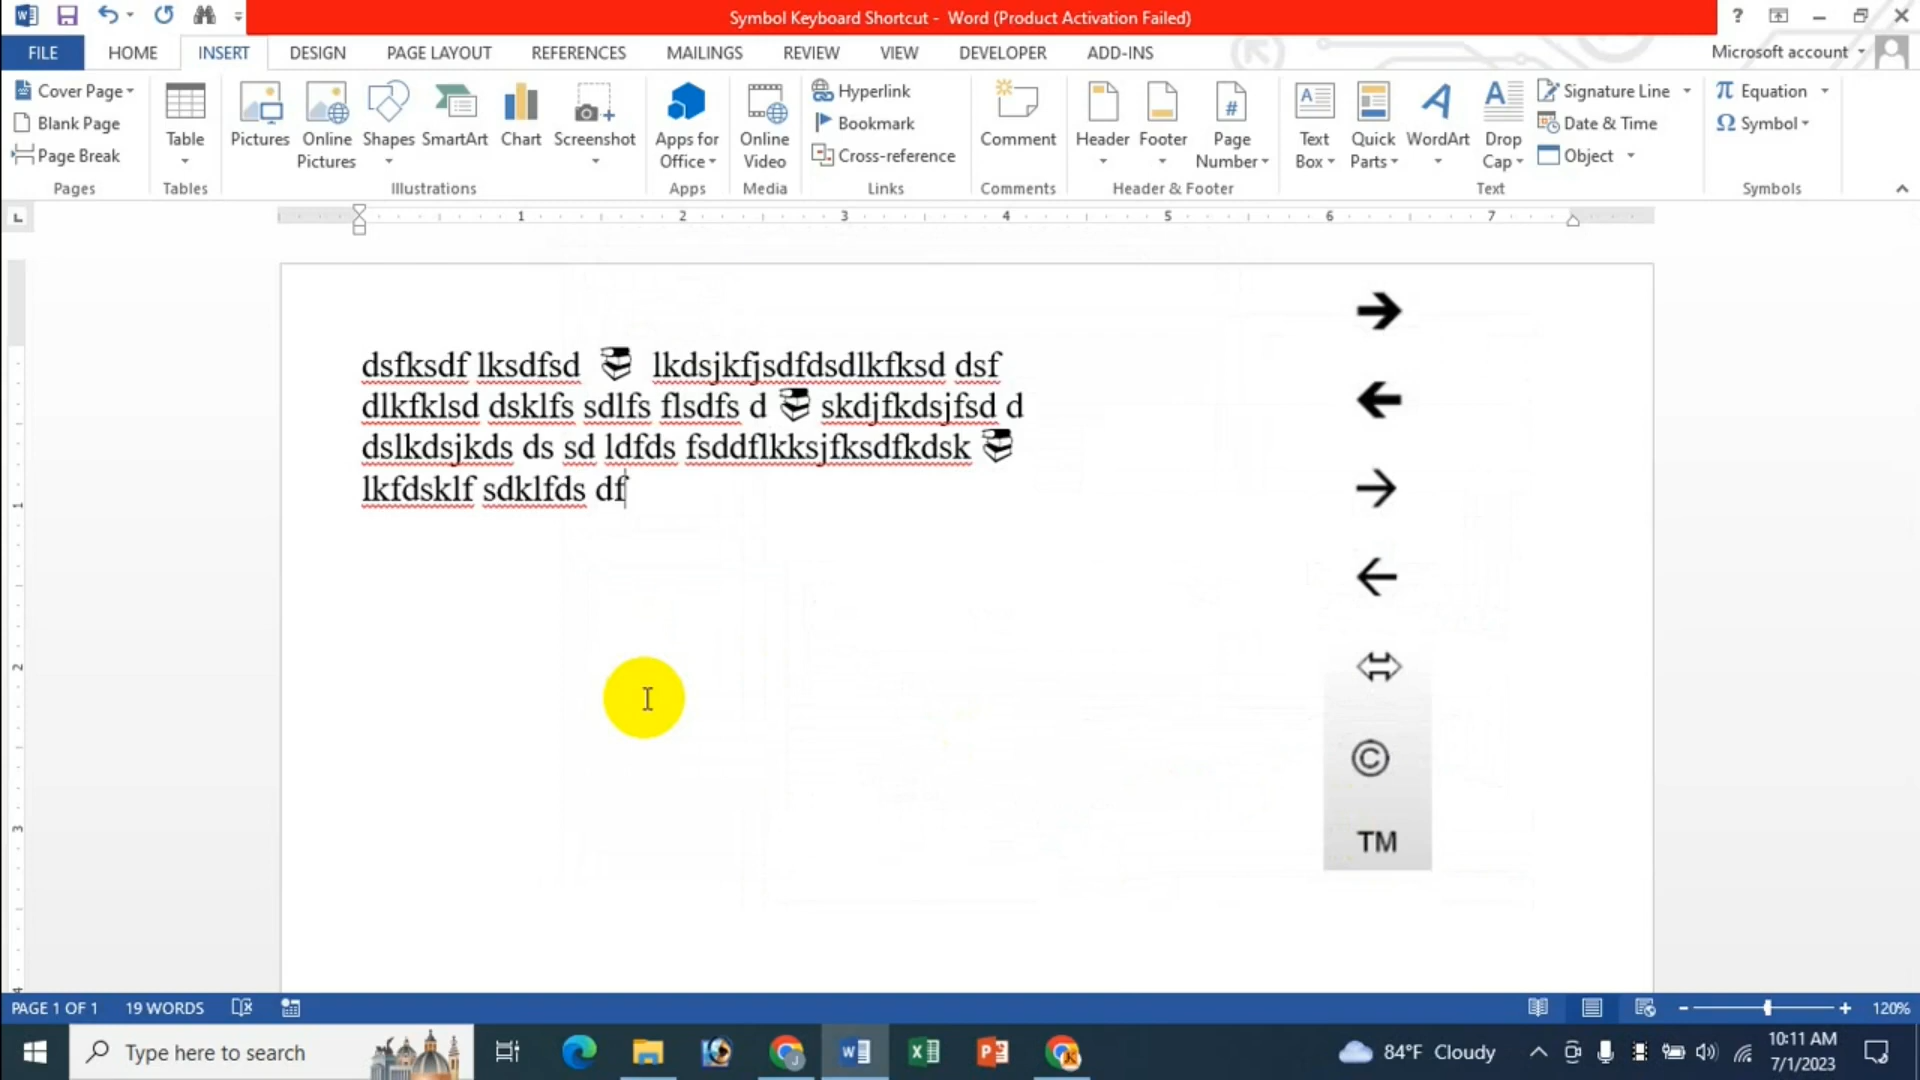 Symbol Keyboard Shortcut - Word (Product Activation Failed)
?
FILE HOME INSERT DESIGN PAGE LAYOUT REFERENCES MAILINGS REVIEW VIEW DEVELOPER ADD-INS Microsoft account
Cover Page
Blank Page
Page Break
Pages
Table
Tables
Pictures
Online Pictures
Shapes
SmartArt
Chart
Screenshot
Illustrations
Apps for Office
Apps
Online Video
Media
Hyperlink
Bookmark
Cross-reference
Links
Comment
Comments
Header
Footer
Page Number
Header & Footer
Text Box
Quick Parts
WordArt
Drop Cap
Signature Line
Date & Time
Object
Text
π Equation
Ω Symbol
Symbols
1 2 3 4 5 6 7
dsfksdf lksdfsd lkdsjkfjsdfdsdlkfksd dsf
dlkfklsd dsklfs sdlfs flsdfs d skdjfkdsjfsd d
dslkdsjkds ds sd ldfds fsddflkksjfksdfkdsk
lkfdsklf sdklfds df
➔
←
→
←
⇔
©
TM
1
2
3
PAGE 1 OF 1 19 WORDS 120%
Type here to search
84°F Cloudy
10:11 AM
7/1/2023